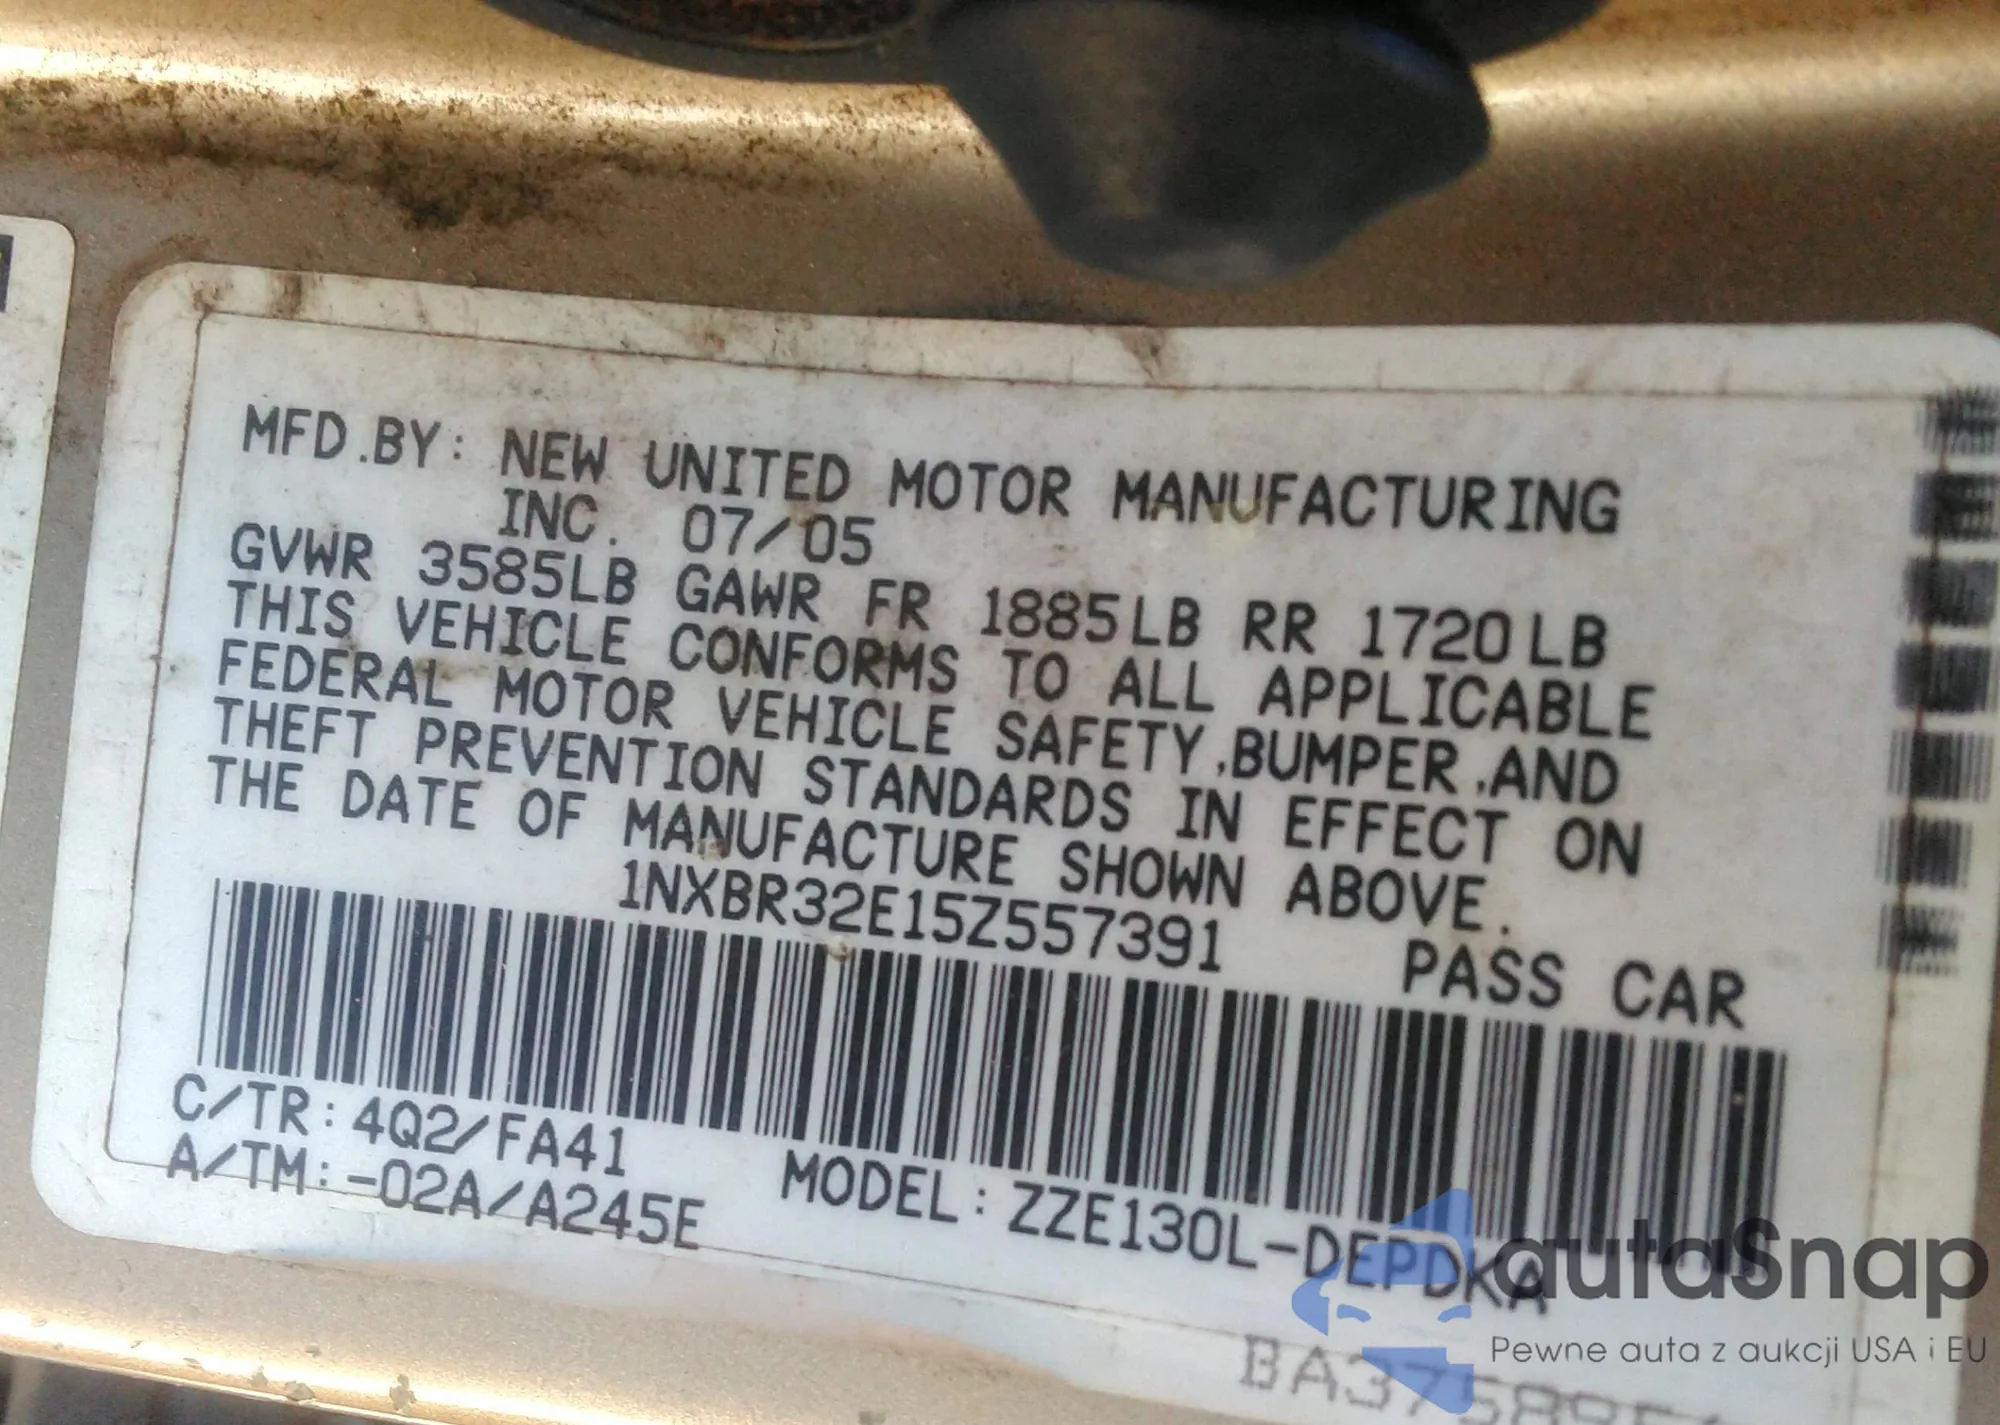 MFD.BY: NEW UNITED MOTOR MANUFACTURING
INC. 07/05
GVWR 3585LB GAWR FR 1885LB RR 1720LB
THIS VEHICLE CONFORMS TO ALL APPLICABLE
FEDERAL MOTOR VEHICLE SAFETY,BUMPER,AND
THEFT PREVENTION STANDARDS IN EFFECT ON
THE DATE OF MANUFACTURE SHOWN ABOVE.
1NXBR32E15Z557391
PASS CAR
C/TR:4Q2/FA41
A/TM:-02A/A245E
MODEL:ZZE130L-DEPDKA
autaSnap
Pewne auta z aukcji USA i EU